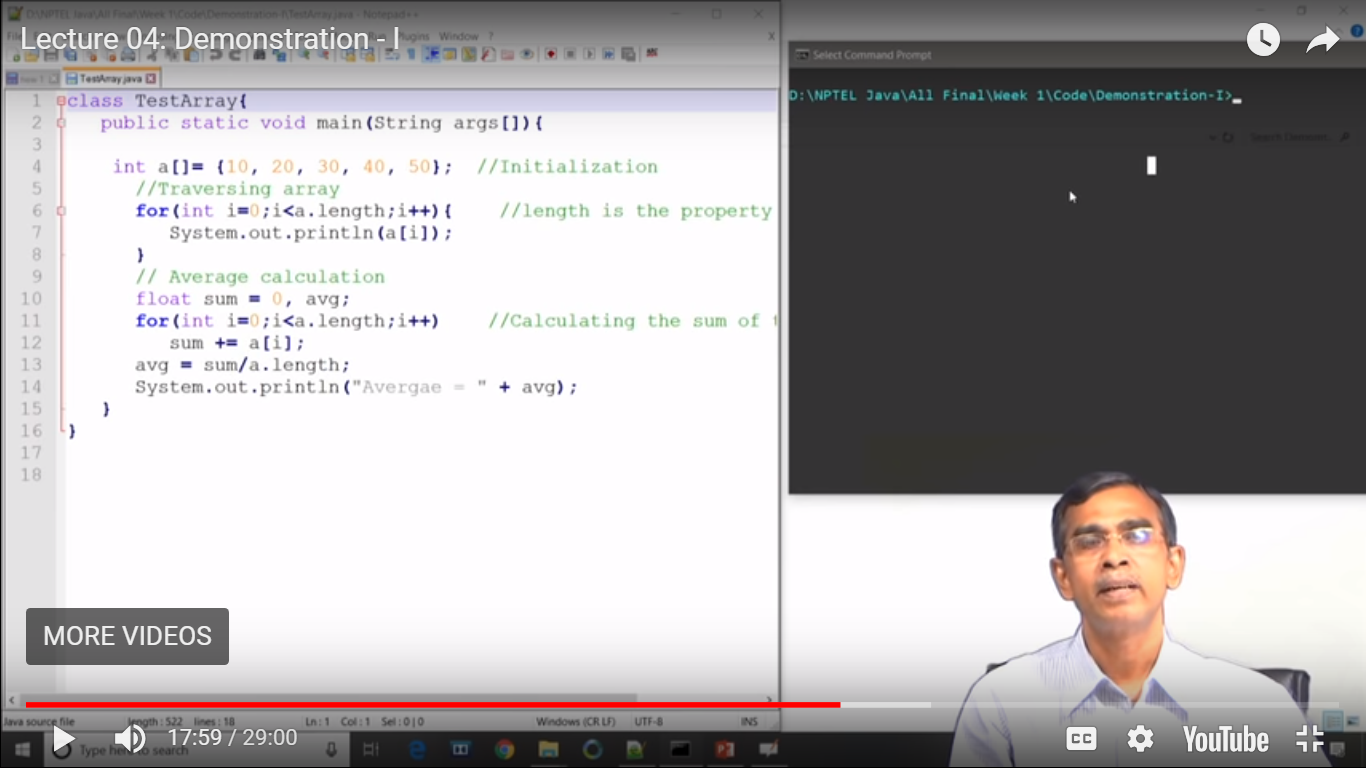 D:\NPTEL Java\All Final\Week 1\Code\Demonstration-I\TestArray.java - Notepad++
Lecture 04: Demonstration - I
Plugins Window ?
new 1
TestArray.java
1 class TestArray{
2 public static void main(String args[]){
3
4 int a[]= {10, 20, 30, 40, 50}; //Initialization
5 //Traversing array
6 for(int i=0;i<a.length;i++){ //length is the property
7 System.out.println(a[i]);
8 }
9 // Average calculation
10 float sum = 0, avg;
11 for(int i=0;i<a.length;i++) //Calculating the sum of
12 sum += a[i];
13 avg = sum/a.length;
14 System.out.println("Avergae = " + avg);
15 }
16 }
17
18
Select Command Prompt
D:\NPTEL Java\All Final\Week 1\Code\Demonstration-I>
MORE VIDEOS
Java source file length : 522 lines : 18 Ln : 1 Col : 1 Sel : 0 | 0 Windows (CR LF) UTF-8 INS
Type here to search
17:59 / 29:00
CC
YouTube